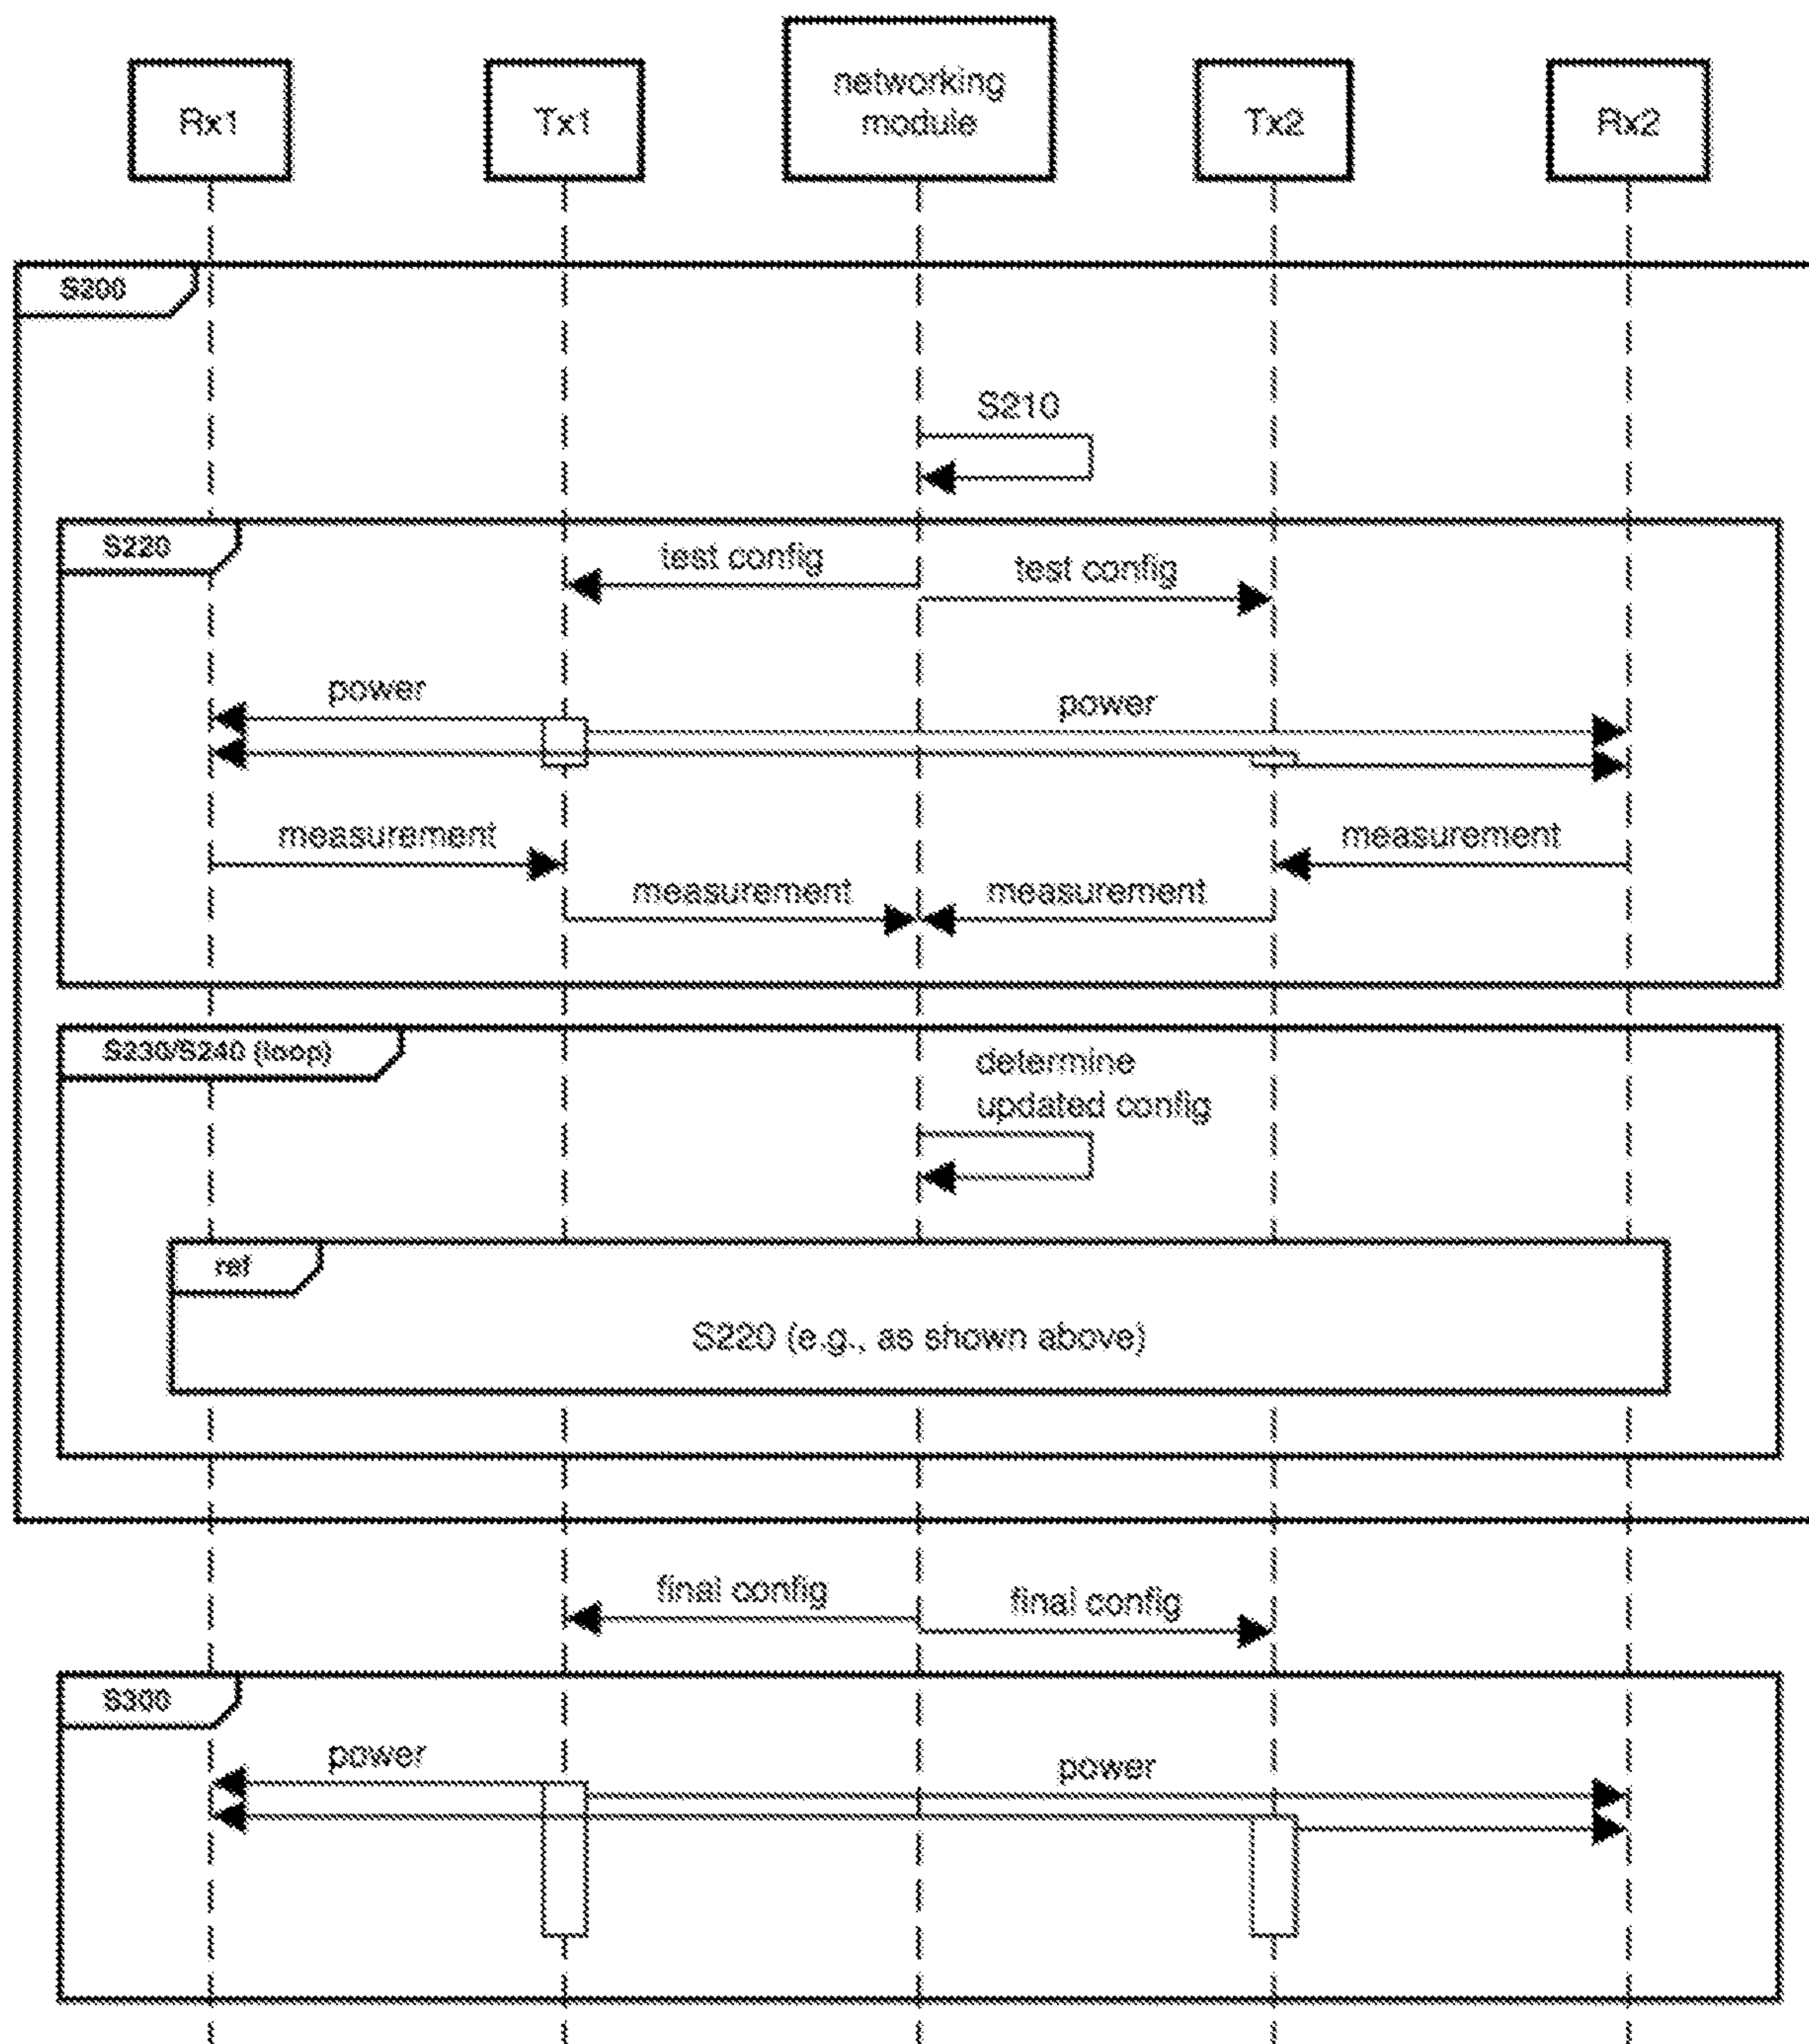 Rx1
Tx1
networking
module
Tx2
Rx2
S200
S210
S220
test config
test config
power
power
measurement
measurement
measurement
measurement
S230/S240 (loop)
determine
updated config
ref
S220 (e.g., as shown above)
final config
final config
S300
power
power